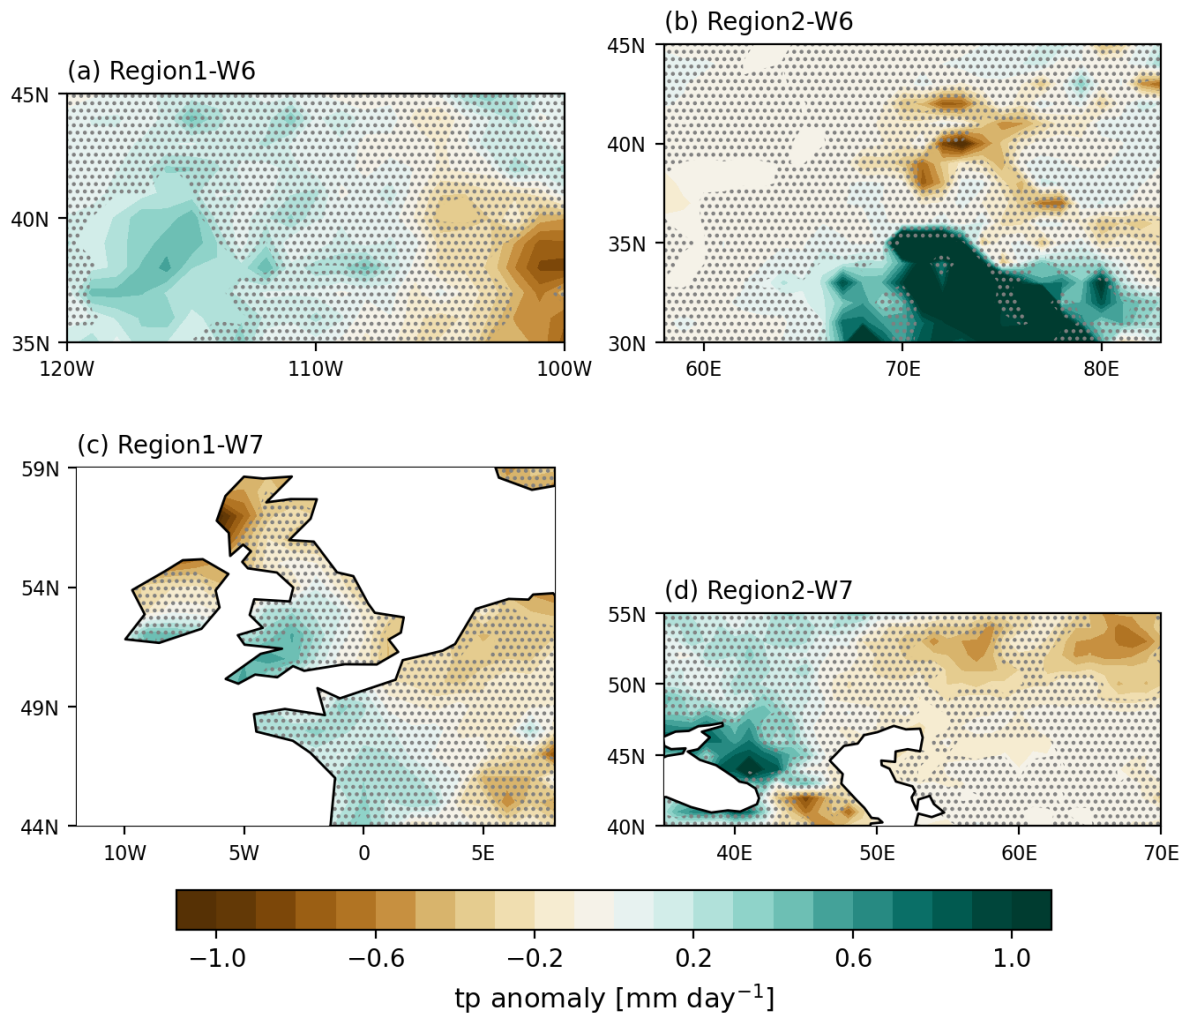 (a) Region1-W6
45N
40N
35N
120W 110W 100W
(b) Region2-W6
45N
40N
35N
30N
60E 70E 80E
(c) Region1-W7
59N
54N
49N
44N
10W 5W 0 5E
(d) Region2-W7
55N
50N
45N
40N
40E 50E 60E 70E
−1.0 −0.6 −0.2 0.2 0.6 1.0
tp anomaly [mm day⁻¹]